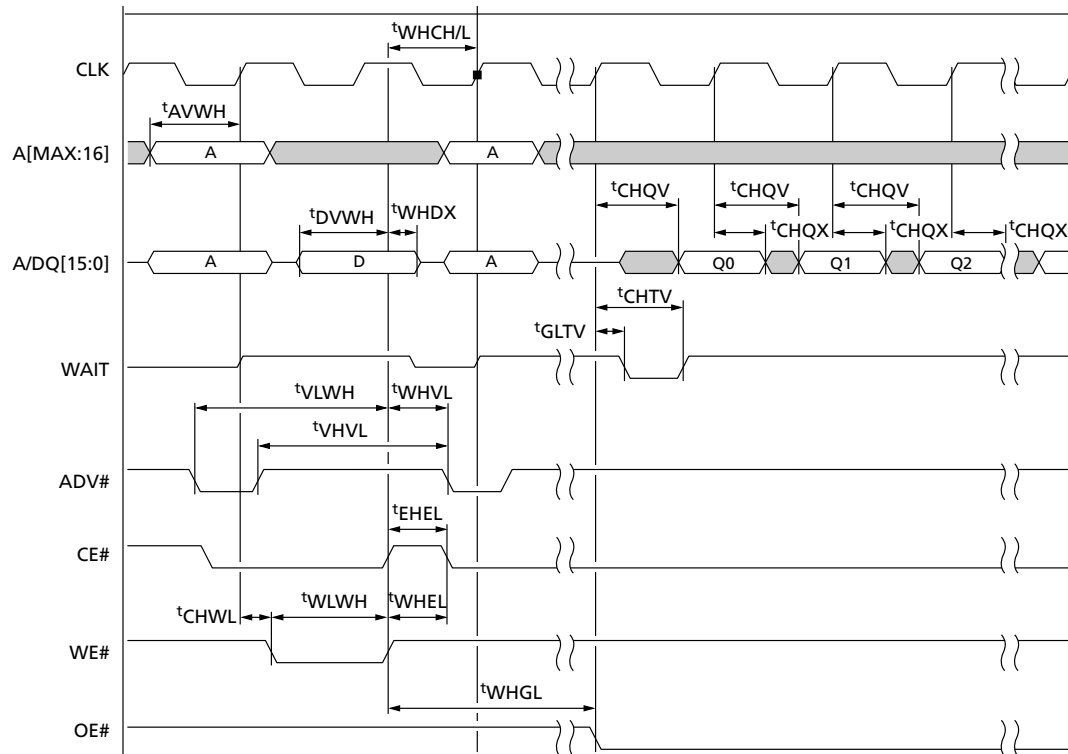 tWHCH/L
CLK
tAVWH
A[MAX:16] A A
tCHQV tCHQV tCHQV
tDVWH tWHDX
tCHQX tCHQX tCHQX
A/DQ[15:0] A D A Q0 Q1 Q2
tCHTV
tGLTV
WAIT
tVLWH tWHVL
tVHVL
ADV#
tEHEL
CE#
tCHWL tWLWH tWHEL
WE#
tWHGL
OE#